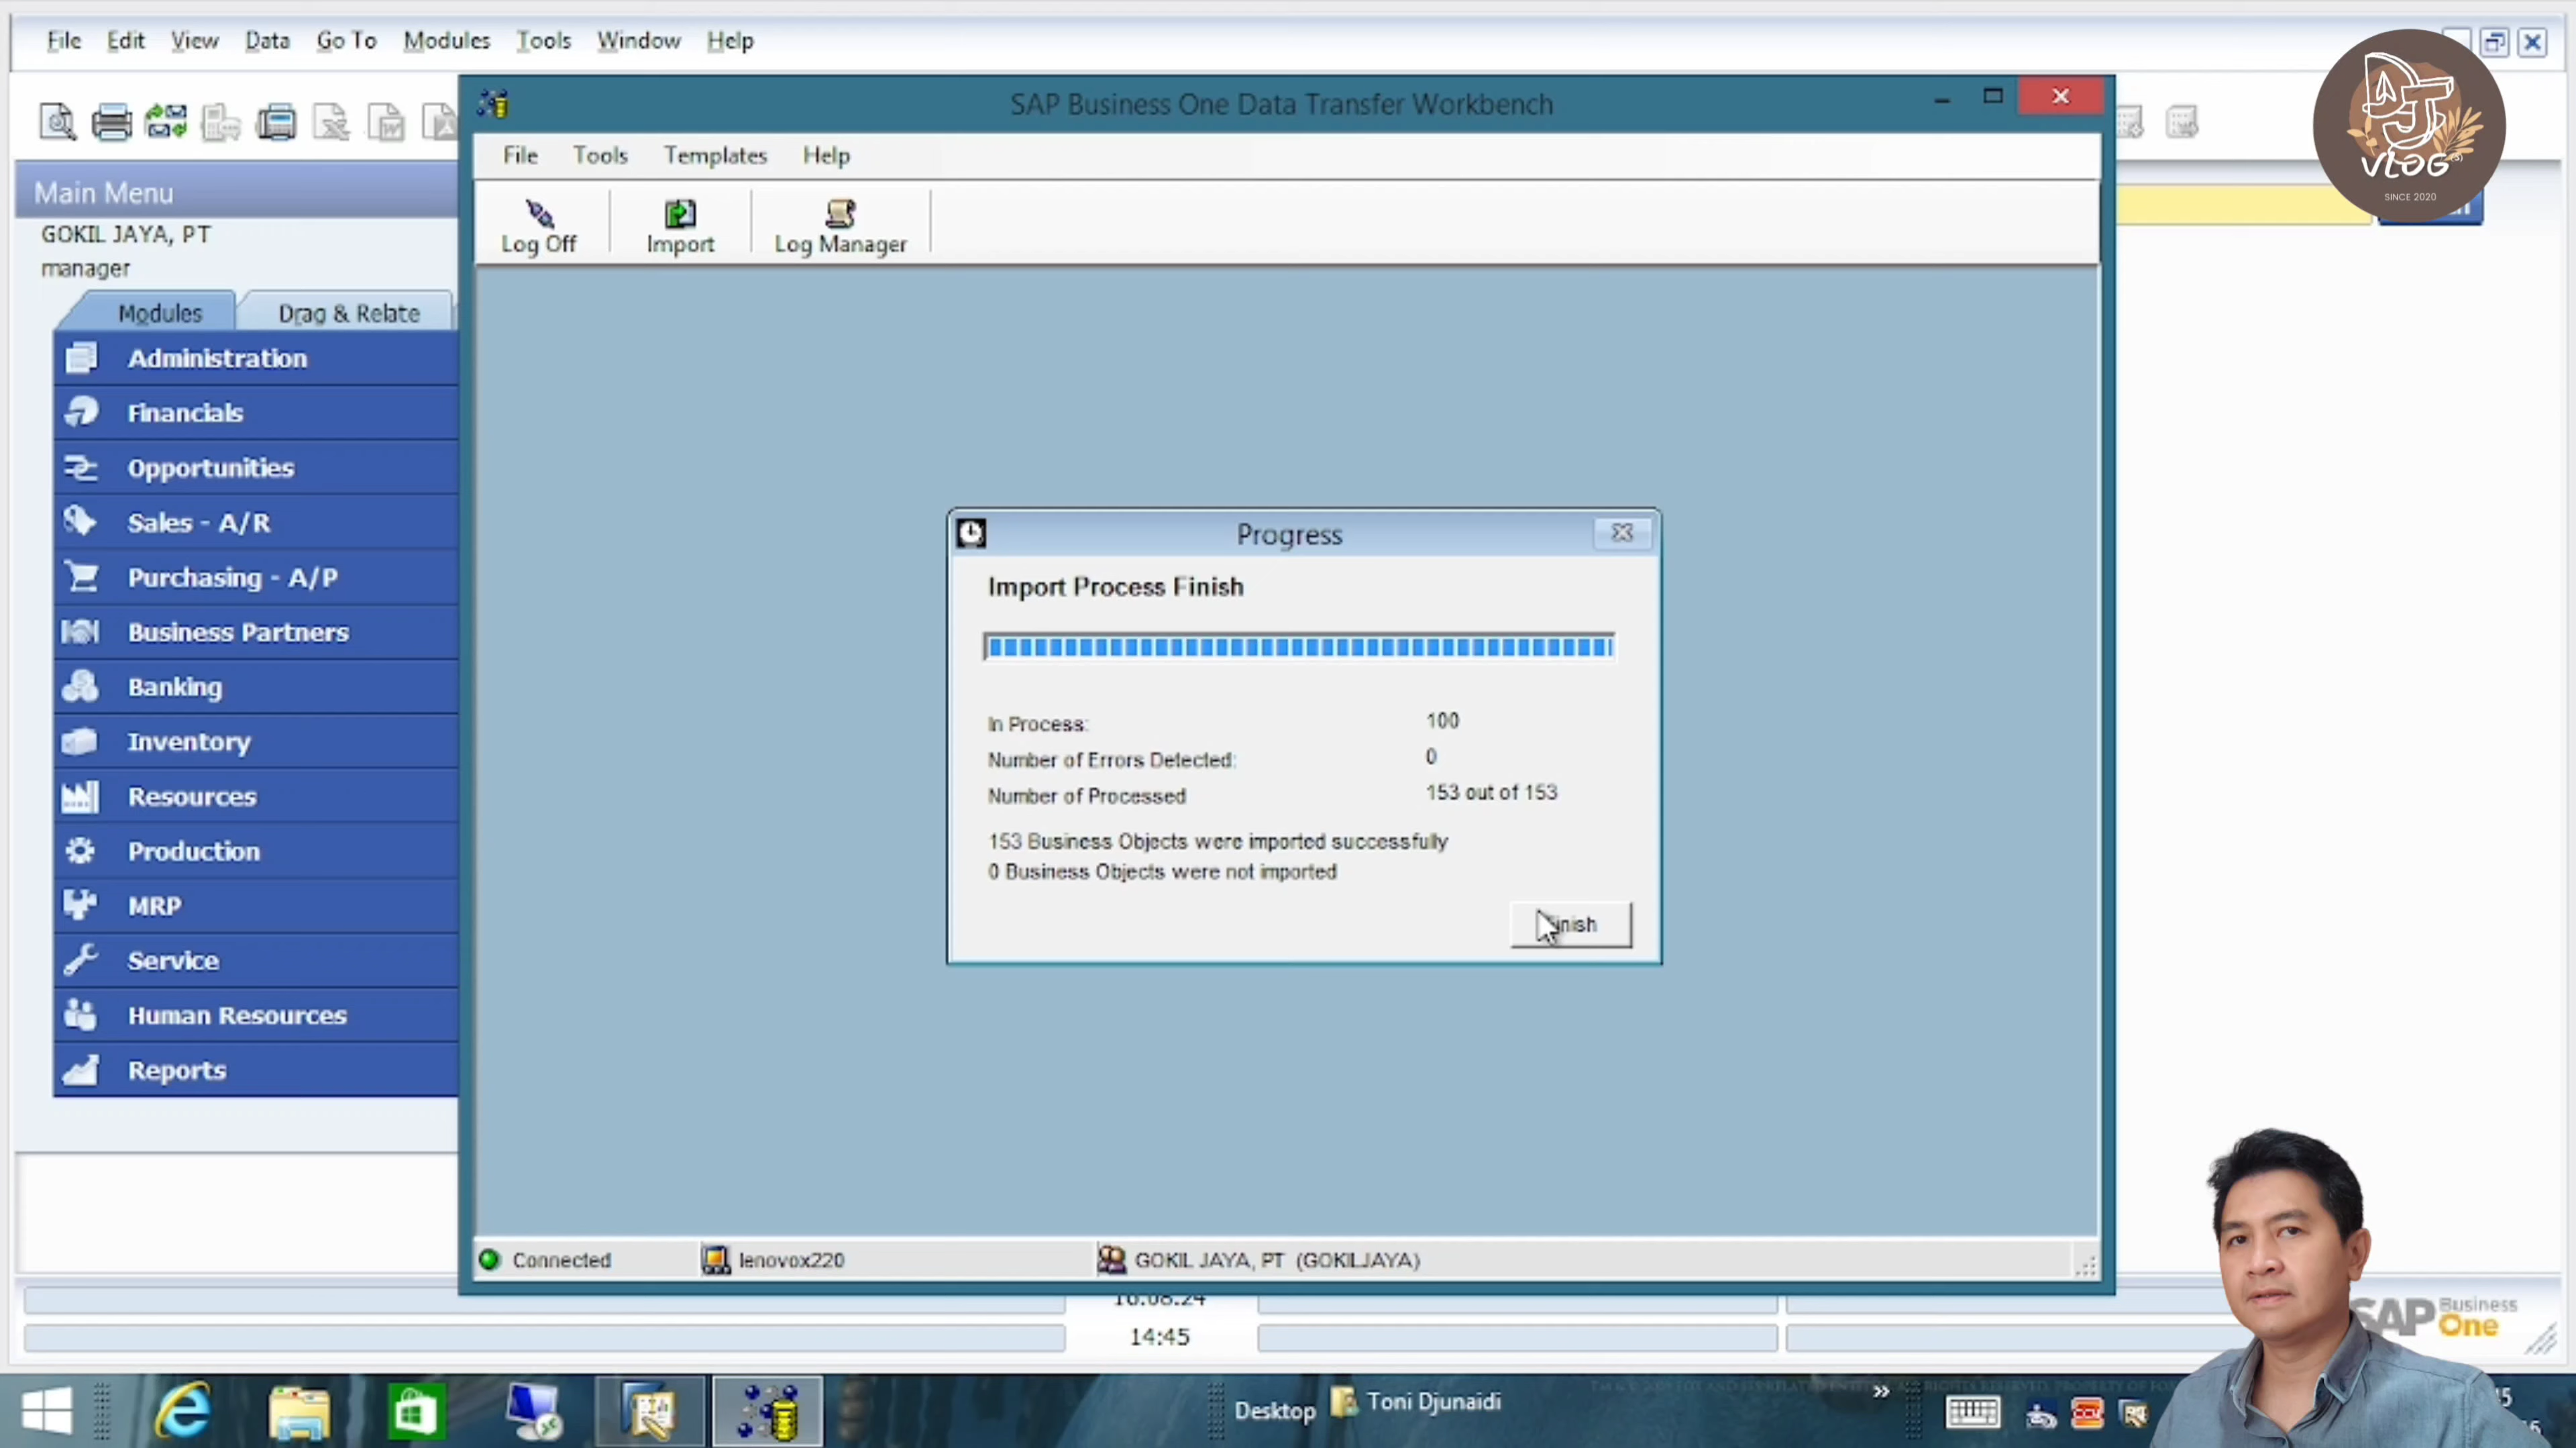 File Edit View Data Go To Modules Tools Window Help
SAP Business One Data Transfer Workbench
File Tools Templates Help
Log Off Import Log Manager
DJ
VLOG(S)
SINCE 2020
Main Menu
GOKIL JAYA, PT
manager
Modules Drag & Relate
Administration
Financials
Opportunities
Sales - A/R
Purchasing - A/P
Business Partners
Banking
Inventory
Resources
Production
MRP
Service
Human Resources
Reports
Progress
Import Process Finish
In Process: 100
Number of Errors Detected: 0
Number of Processed 153 out of 153
153 Business Objects were imported successfully
0 Business Objects were not imported
Connected lenovox220 GOKIL JAYA, PT (GOKILJAYA)
16.08.24
14:45
SAP Business One
Desktop Toni Djunaidi